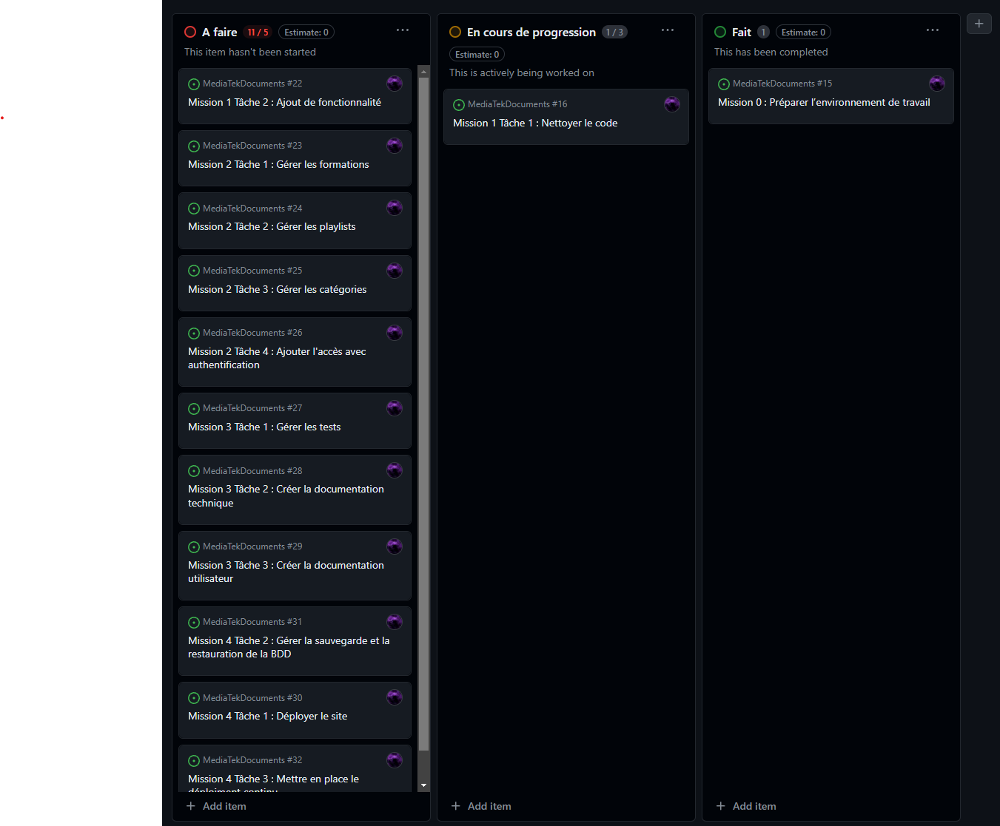 A faire 11 / 5 Estimate: 0
This item hasn't been started
MediaTekDocuments #22
Mission 1 Tâche 2 : Ajout de fonctionnalité
MediaTekDocuments #23
Mission 2 Tâche 1 : Gérer les formations
MediaTekDocuments #24
Mission 2 Tâche 2 : Gérer les playlists
MediaTekDocuments #25
Mission 2 Tâche 3 : Gérer les catégories
MediaTekDocuments #26
Mission 2 Tâche 4 : Ajouter l'accès avec
authentification
MediaTekDocuments #27
Mission 3 Tâche 1 : Gérer les tests
MediaTekDocuments #28
Mission 3 Tâche 2 : Créer la documentation
technique
MediaTekDocuments #29
Mission 3 Tâche 3 : Créer la documentation
utilisateur
MediaTekDocuments #31
Mission 4 Tâche 2 : Gérer la sauvegarde et la
restauration de la BDD
MediaTekDocuments #30
Mission 4 Tâche 1 : Déployer le site
MediaTekDocuments #32
Mission 4 Tâche 3 : Mettre en place le
déploiment continu
Add item
En cours de progression 1 / 3
Estimate: 0
This is actively being worked on
MediaTekDocuments #16
Mission 1 Tâche 1 : Nettoyer le code
Add item
Fait 1 Estimate: 0
This has been completed
MediaTekDocuments #15
Mission 0 : Préparer l'environnement de travail
Add item